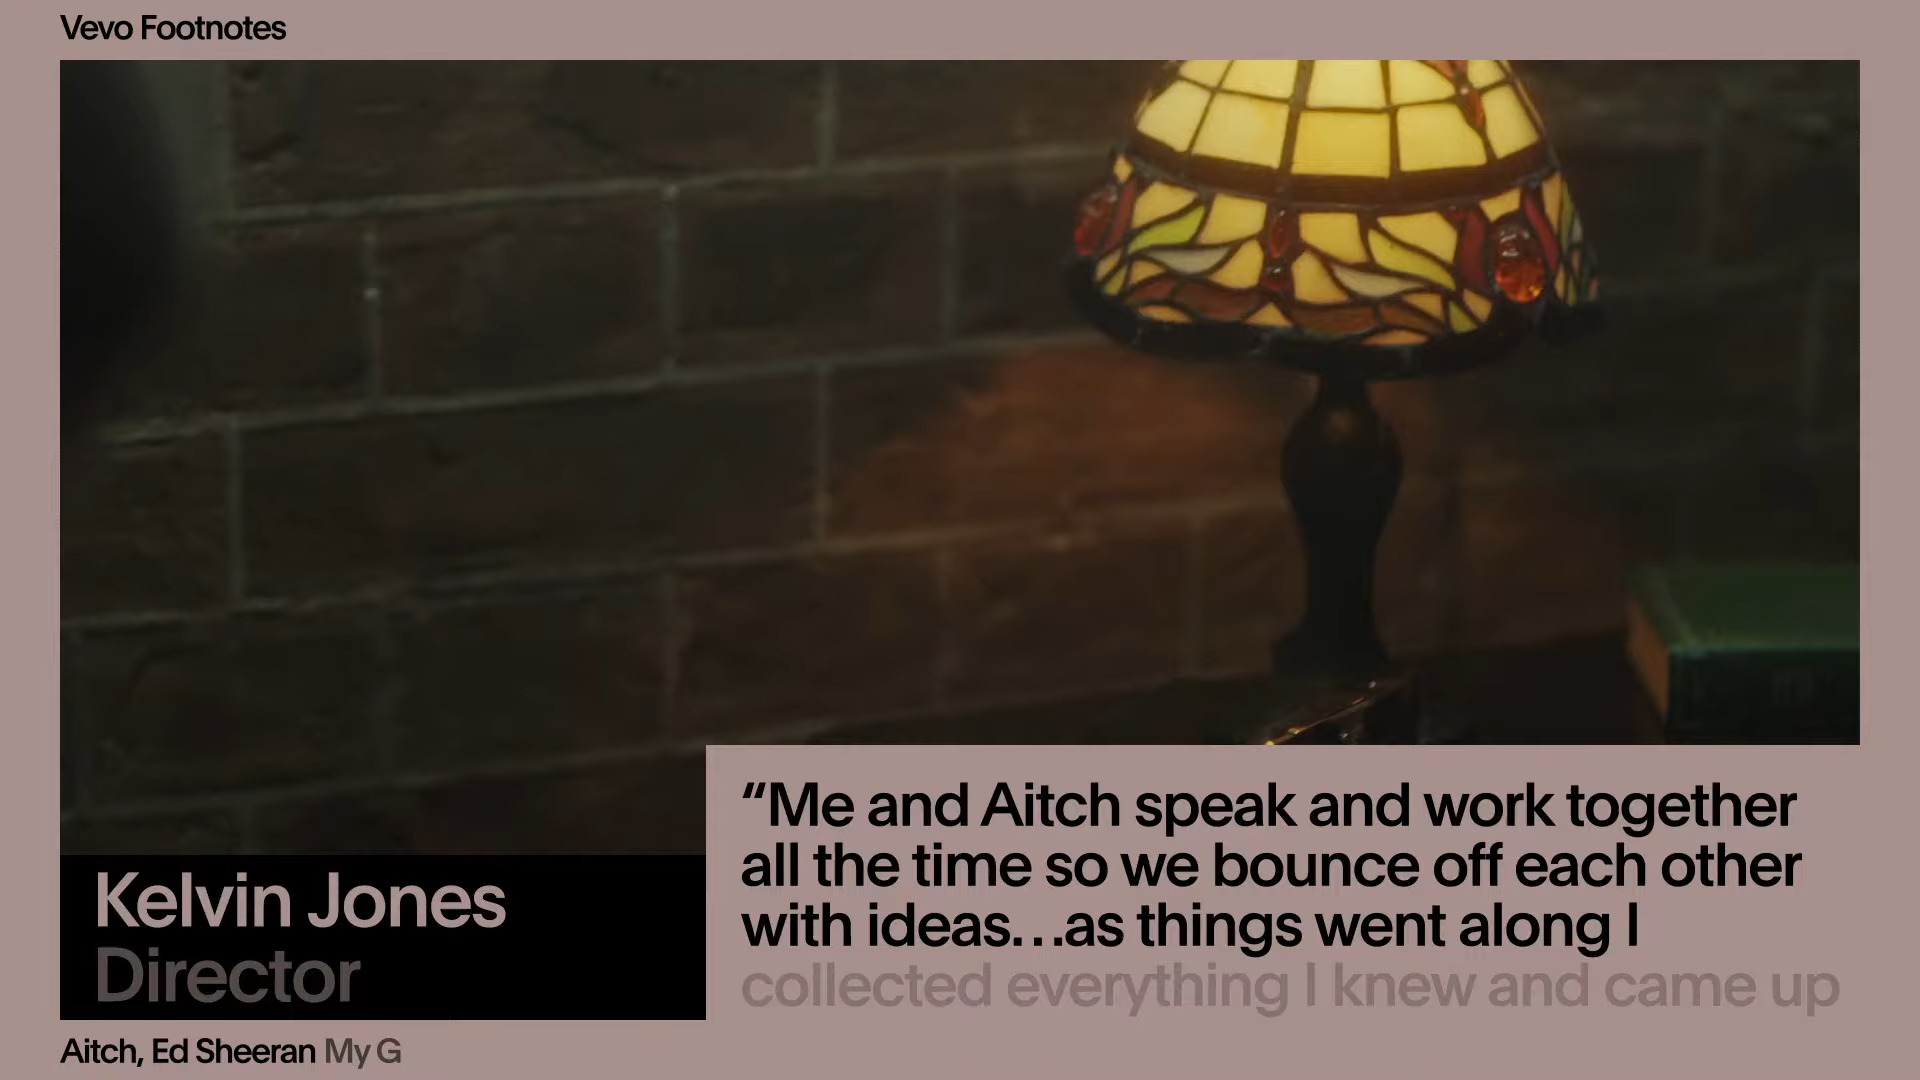 Vevo Footnotes
Kelvin Jones
Director
“Me and Aitch speak and work together
all the time so we bounce off each other
with ideas…as things went along I
collected everything I knew and came up
Aitch, Ed Sheeran My G